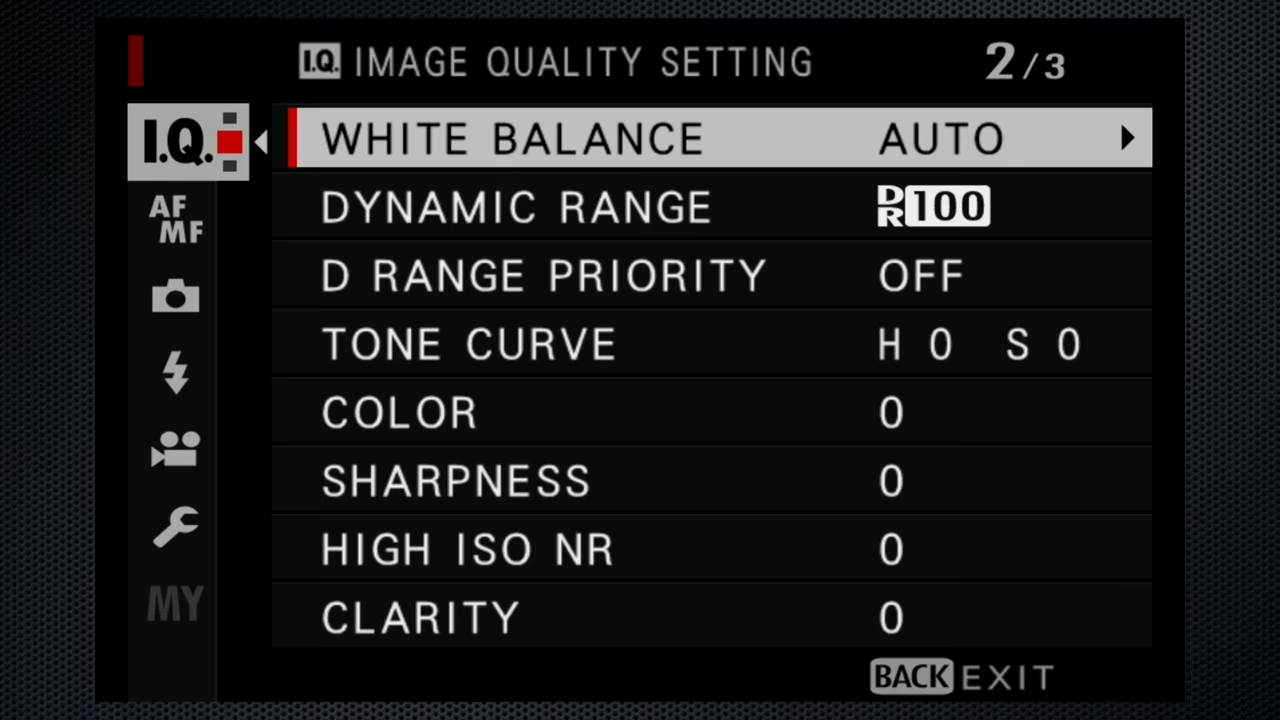 I.Q. IMAGE QUALITY SETTING 2/3
I.Q.
WHITE BALANCE AUTO
AF
MF
DYNAMIC RANGE DR100
D RANGE PRIORITY OFF
TONE CURVE H 0 S 0
COLOR 0
SHARPNESS 0
HIGH ISO NR 0
MY
CLARITY 0
BACK EXIT